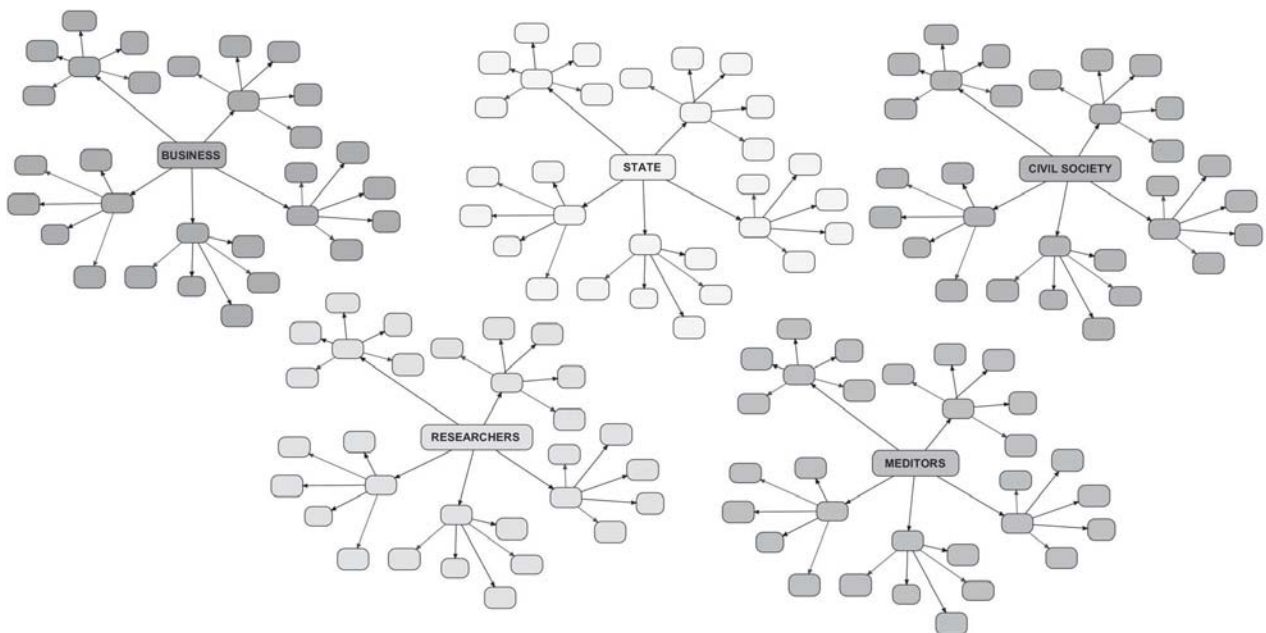 BUSINESS
STATE
CIVIL SOCIETY
RESEARCHERS
MEDITORS